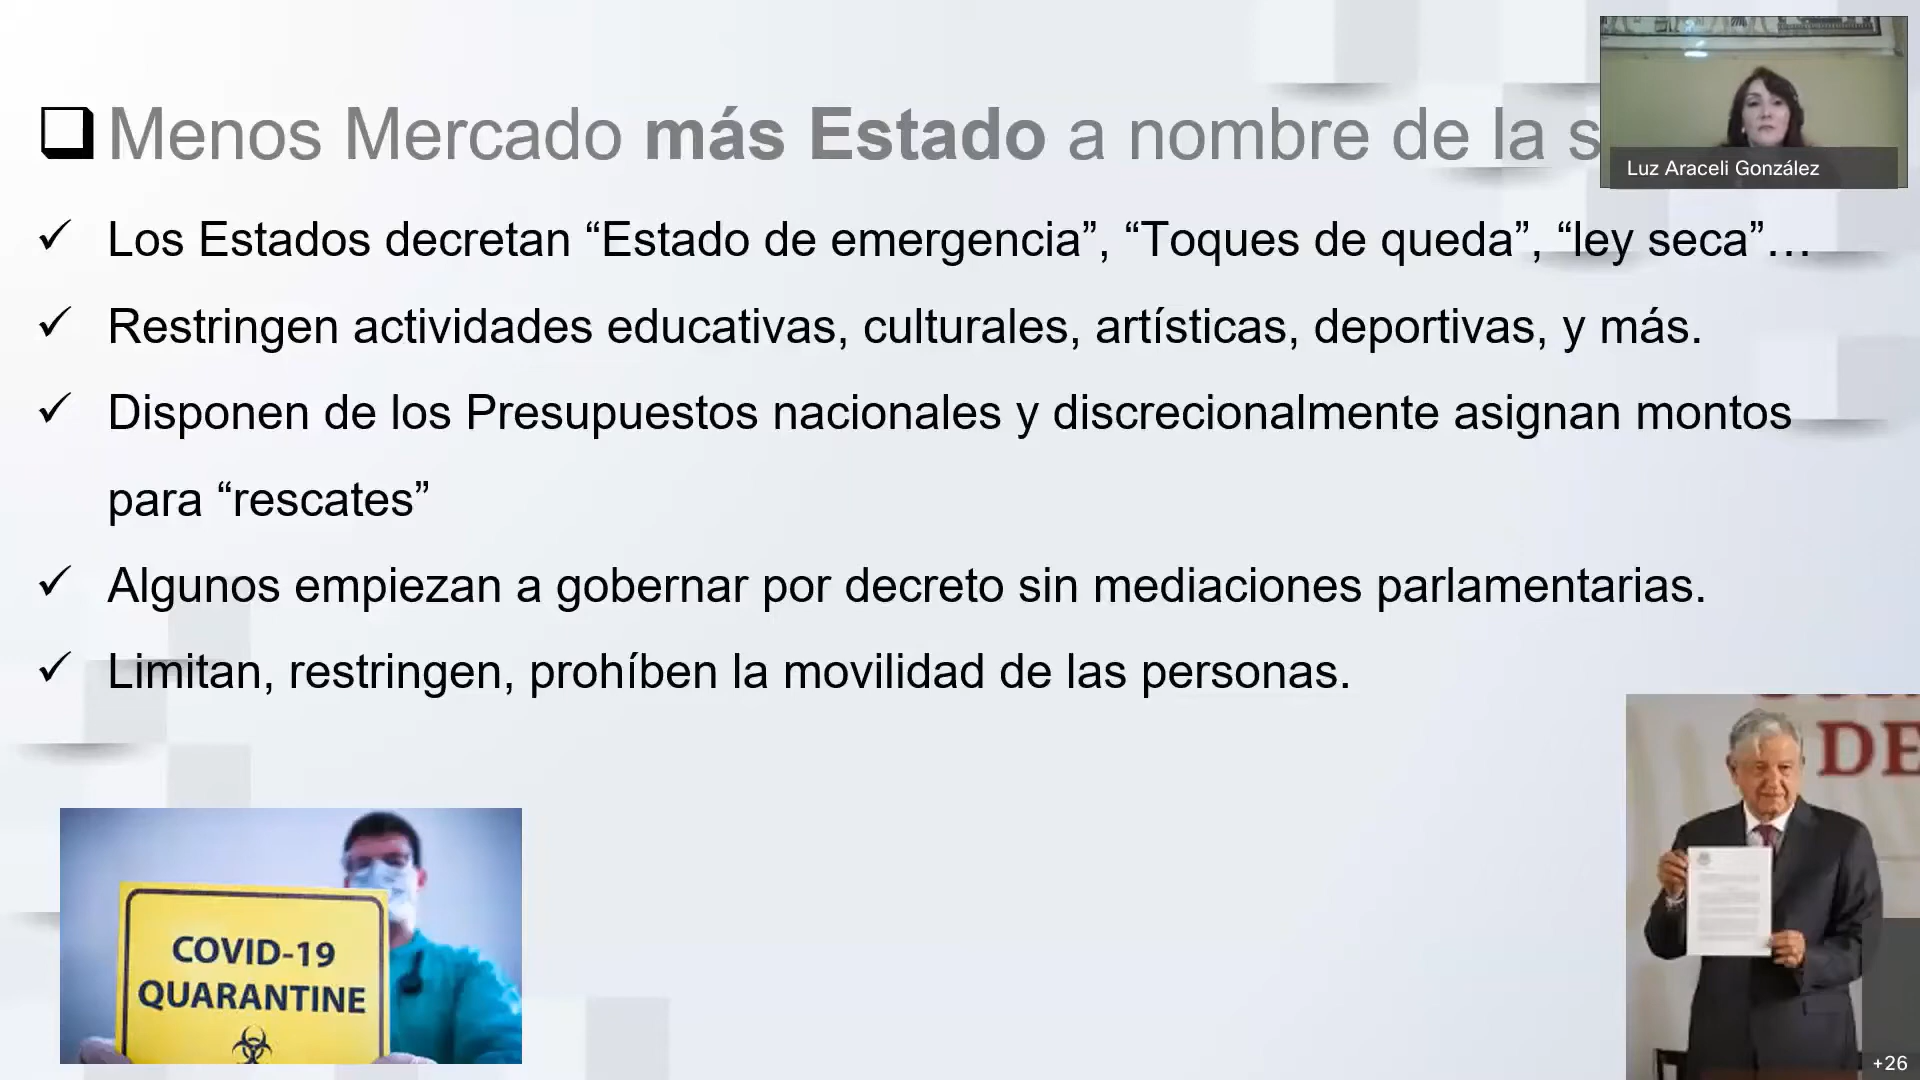 Menos Mercado más Estado a nombre de la s
Luz Araceli González
Los Estados decretan “Estado de emergencia”, “Toques de queda”, “ley seca”…
Restringen actividades educativas, culturales, artísticas, deportivas, y más.
Disponen de los Presupuestos nacionales y discrecionalmente asignan montos
para “rescates”
Algunos empiezan a gobernar por decreto sin mediaciones parlamentarias.
Limitan, restringen, prohíben la movilidad de las personas.
DE
COVID-19
QUARANTINE
+26